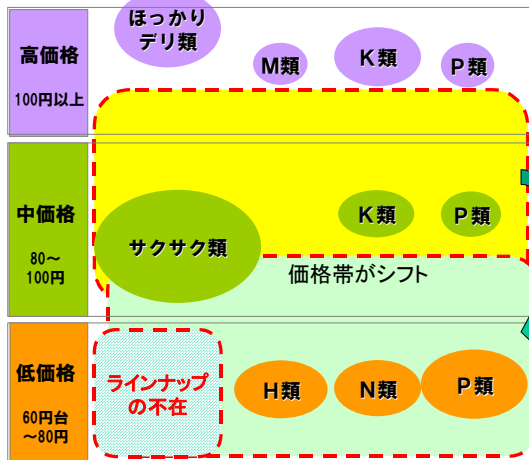 ほっかり
デリ類
高価格
100円以上
M類
K類
P類
中価格
80～
100円
サクサク類
K類
P類
価格帯がシフト
低価格
60円台
～80円
ラインナップ
の不在
H類
N類
P類